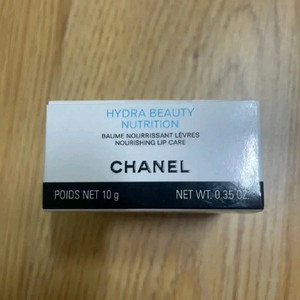 HYDRA BEAUTY
NUTRITION
BAUME NOURRISSANT LÈVRES
NOURISHING LIP CARE
CHANEL
POIDS NET 10 g NET WT. 0.35 OZ.